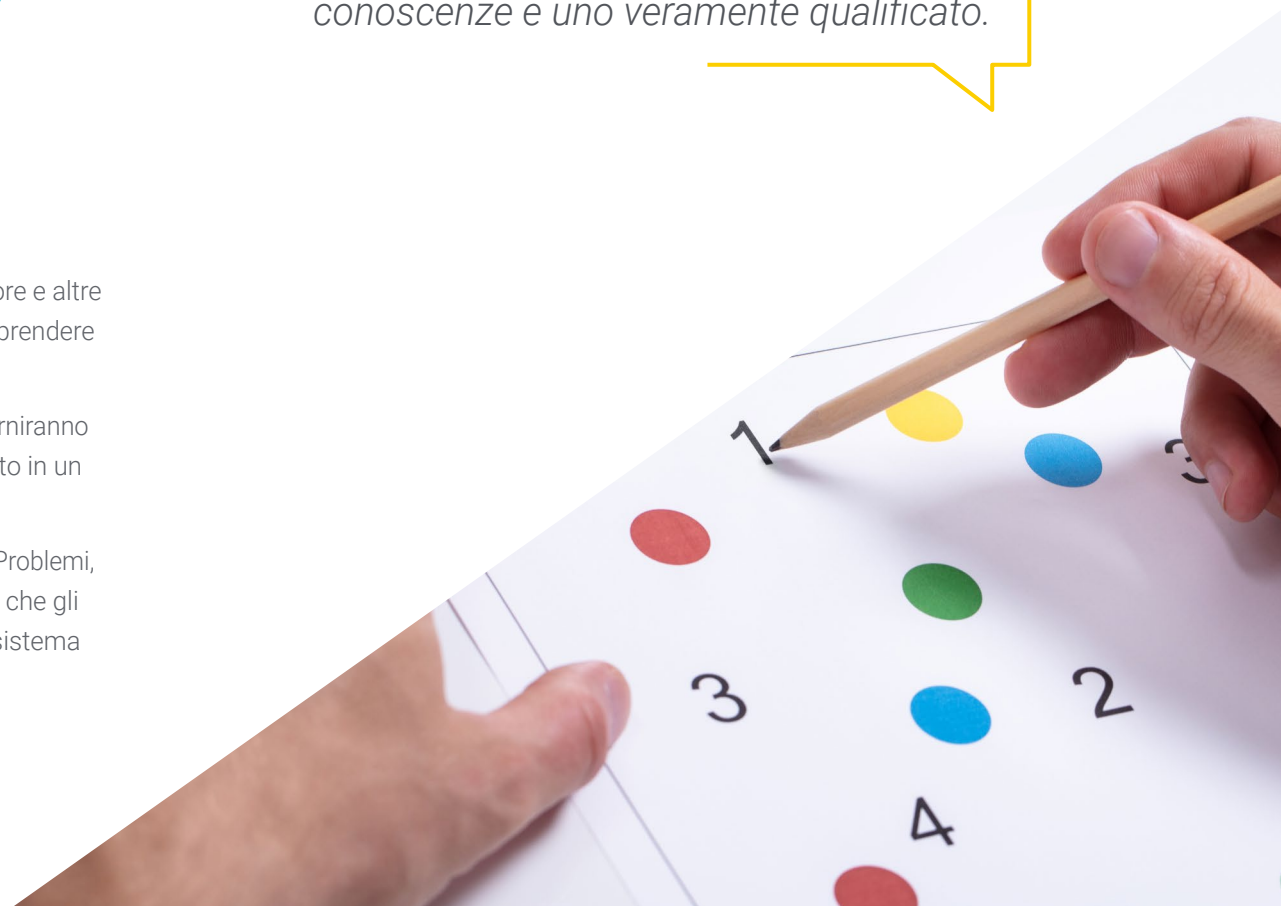 conoscenze e uno veramente qualificato.
ore e altre
prendere
rniranno
to in un
Problemi,
che gli
sistema
1
3
3
2
4